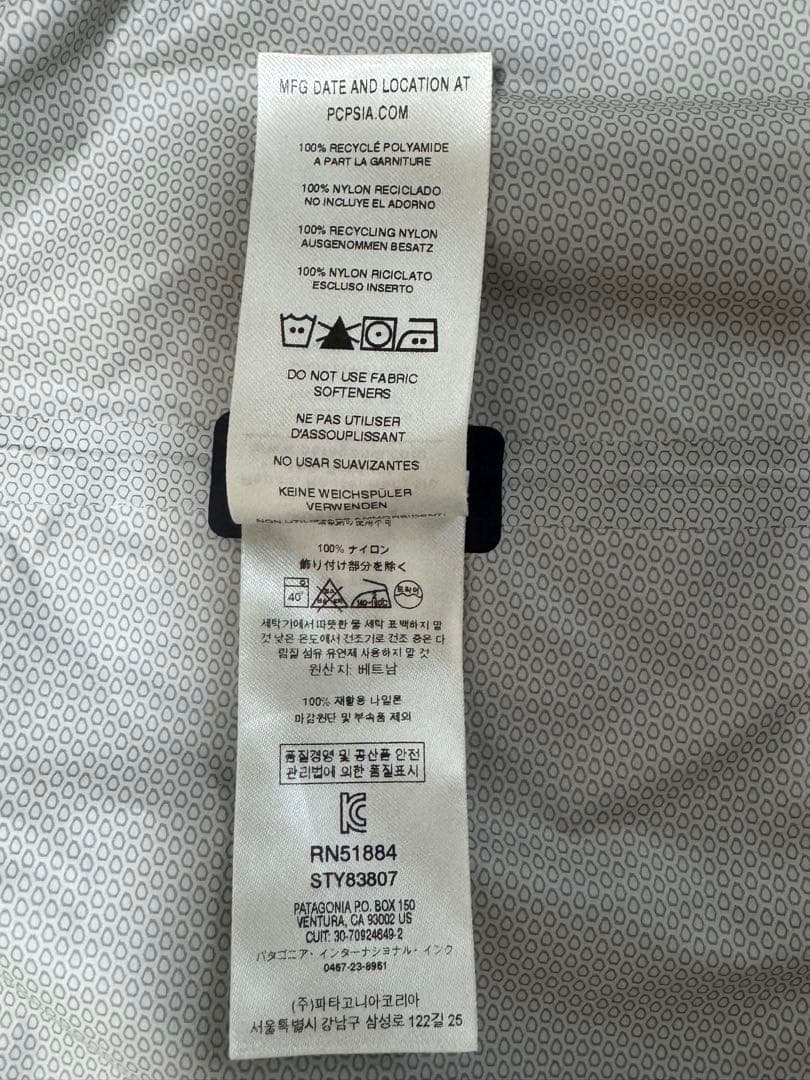 MFG DATE AND LOCATION AT
PCPSIA.COM
100% RECYCLÉ POLYAMIDE
A PART LA GARNITURE
100% NYLON RECICLADO
NO INCLUYE EL ADORNO
100% RECYCLING NYLON
AUSGENOMMEN BESATZ
100% NYLON RICICLATO
ESCLUSO INSERTO
DO NOT USE FABRIC
SOFTENERS
NE PAS UTILISER
D'ASSOUPLISSANT
NO USAR SUAVIZANTES
KEINE WEICHSPÜLER
VERWENDEN
100% ナイロン
飾り付け部分を除く
40°
드라이
세탁기에서 따뜻한 물 세탁 표백하지 말
것 낮은 온도에서 건조기로 건조 중온 다
림질 섬유 유연제 사용하지 말 것
원산지: 베트남
100% 재활용 나일론
마감원단 및 부속품 제외
품질경영 및 공산품 안전
관리법에 의한 품질표시
RN51884
STY83807
PATAGONIA P.O. BOX 150
VENTURA, CA 93002 US
CUIT: 30-70924649-2
パタゴニア・インターナショナル・インク
0467-23-8961
(주)파타고니아코리아
서울특별시 강남구 삼성로 122길 25